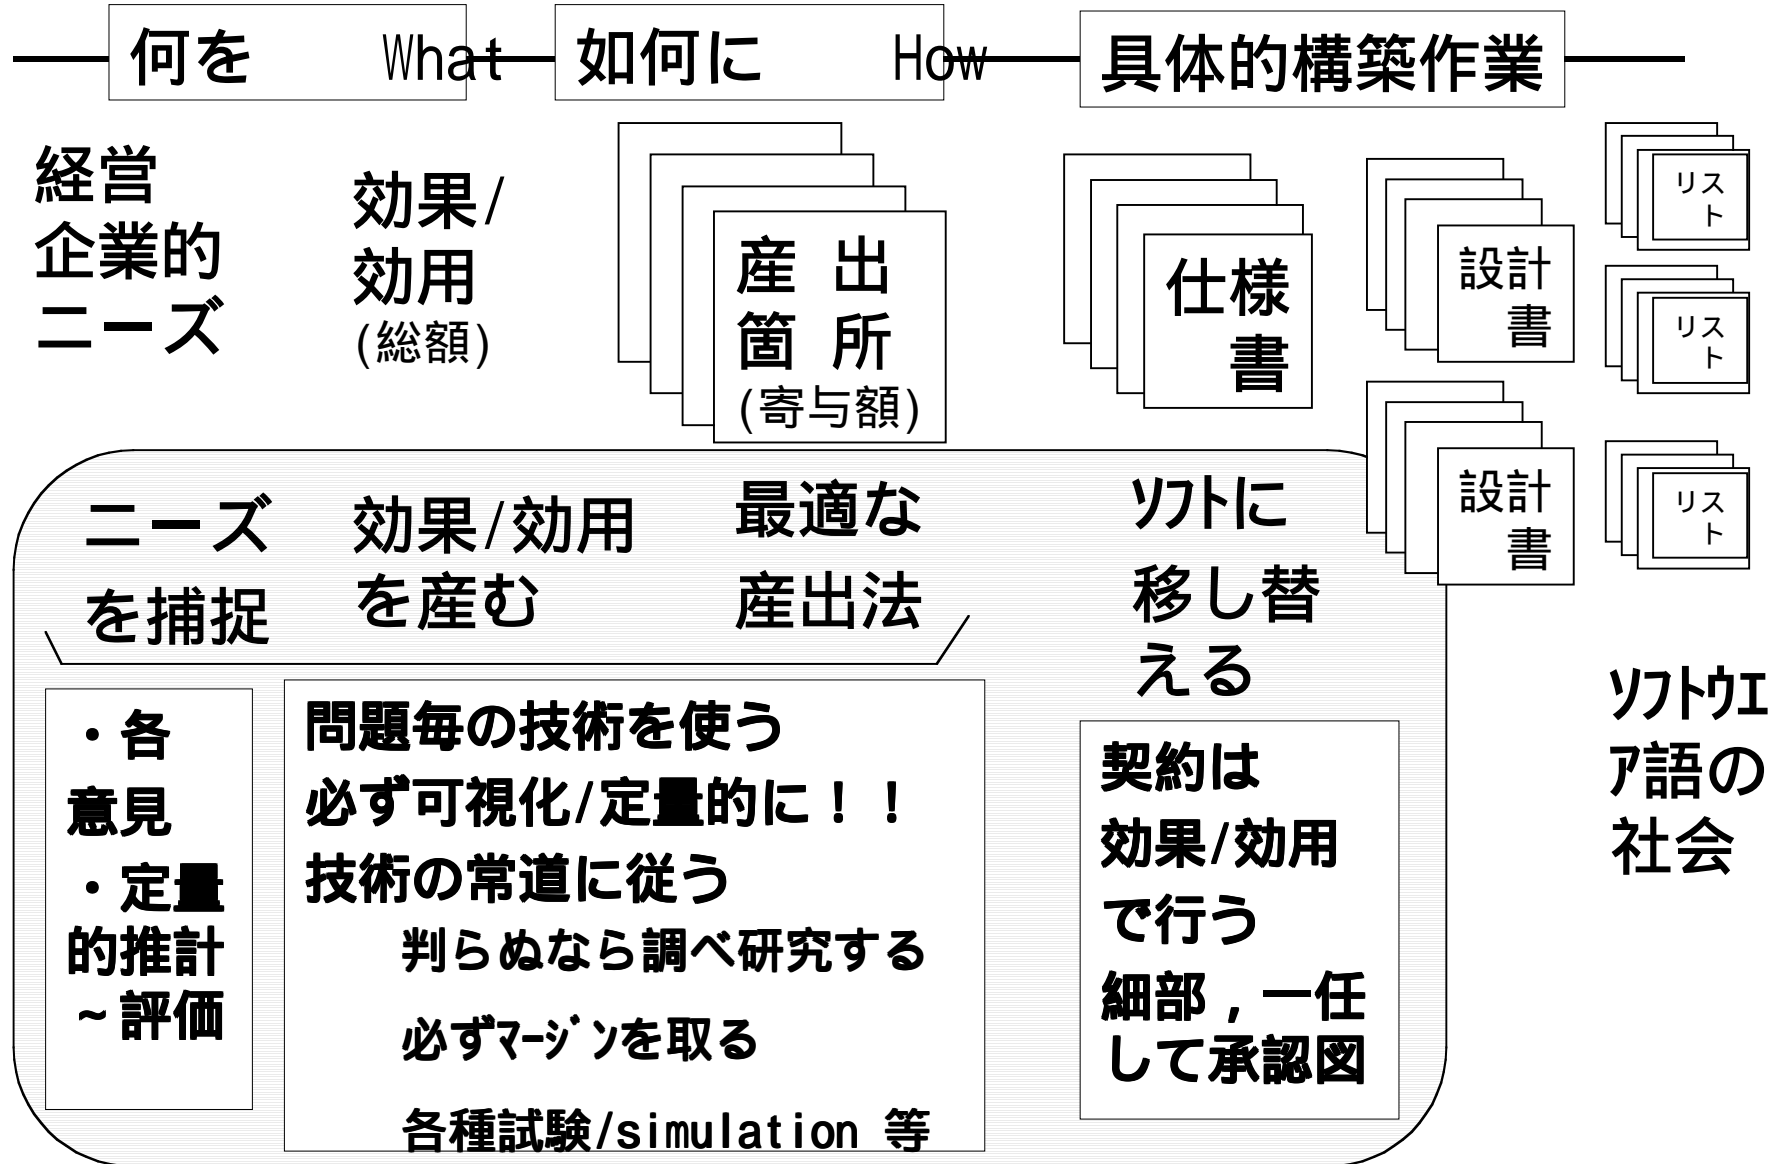 何を What
如何に How
具体的構築作業
経営
企業的
ニーズ
効果/
効用
(総額)
産 出
箇 所
(寄与額)
仕様
書
設計
書
設計
書
リス
ト
リス
ト
リス
ト
ニーズ
を捕捉
効果/効用
を産む
最適な
産出法
ｿﾌﾄに
移し替
える
・各
意見
・定量
的推計
~評価
問題毎の技術を使う
必ず可視化/定量的に！！
技術の常道に従う
判らぬなら調べ研究する
必ずﾏｰｼﾞﾝを取る
各種試験/simulation 等
契約は
効果/効用
で行う
細部，一任
して承認図
ｿﾌﾄｳｴ
ｱ語の
社会